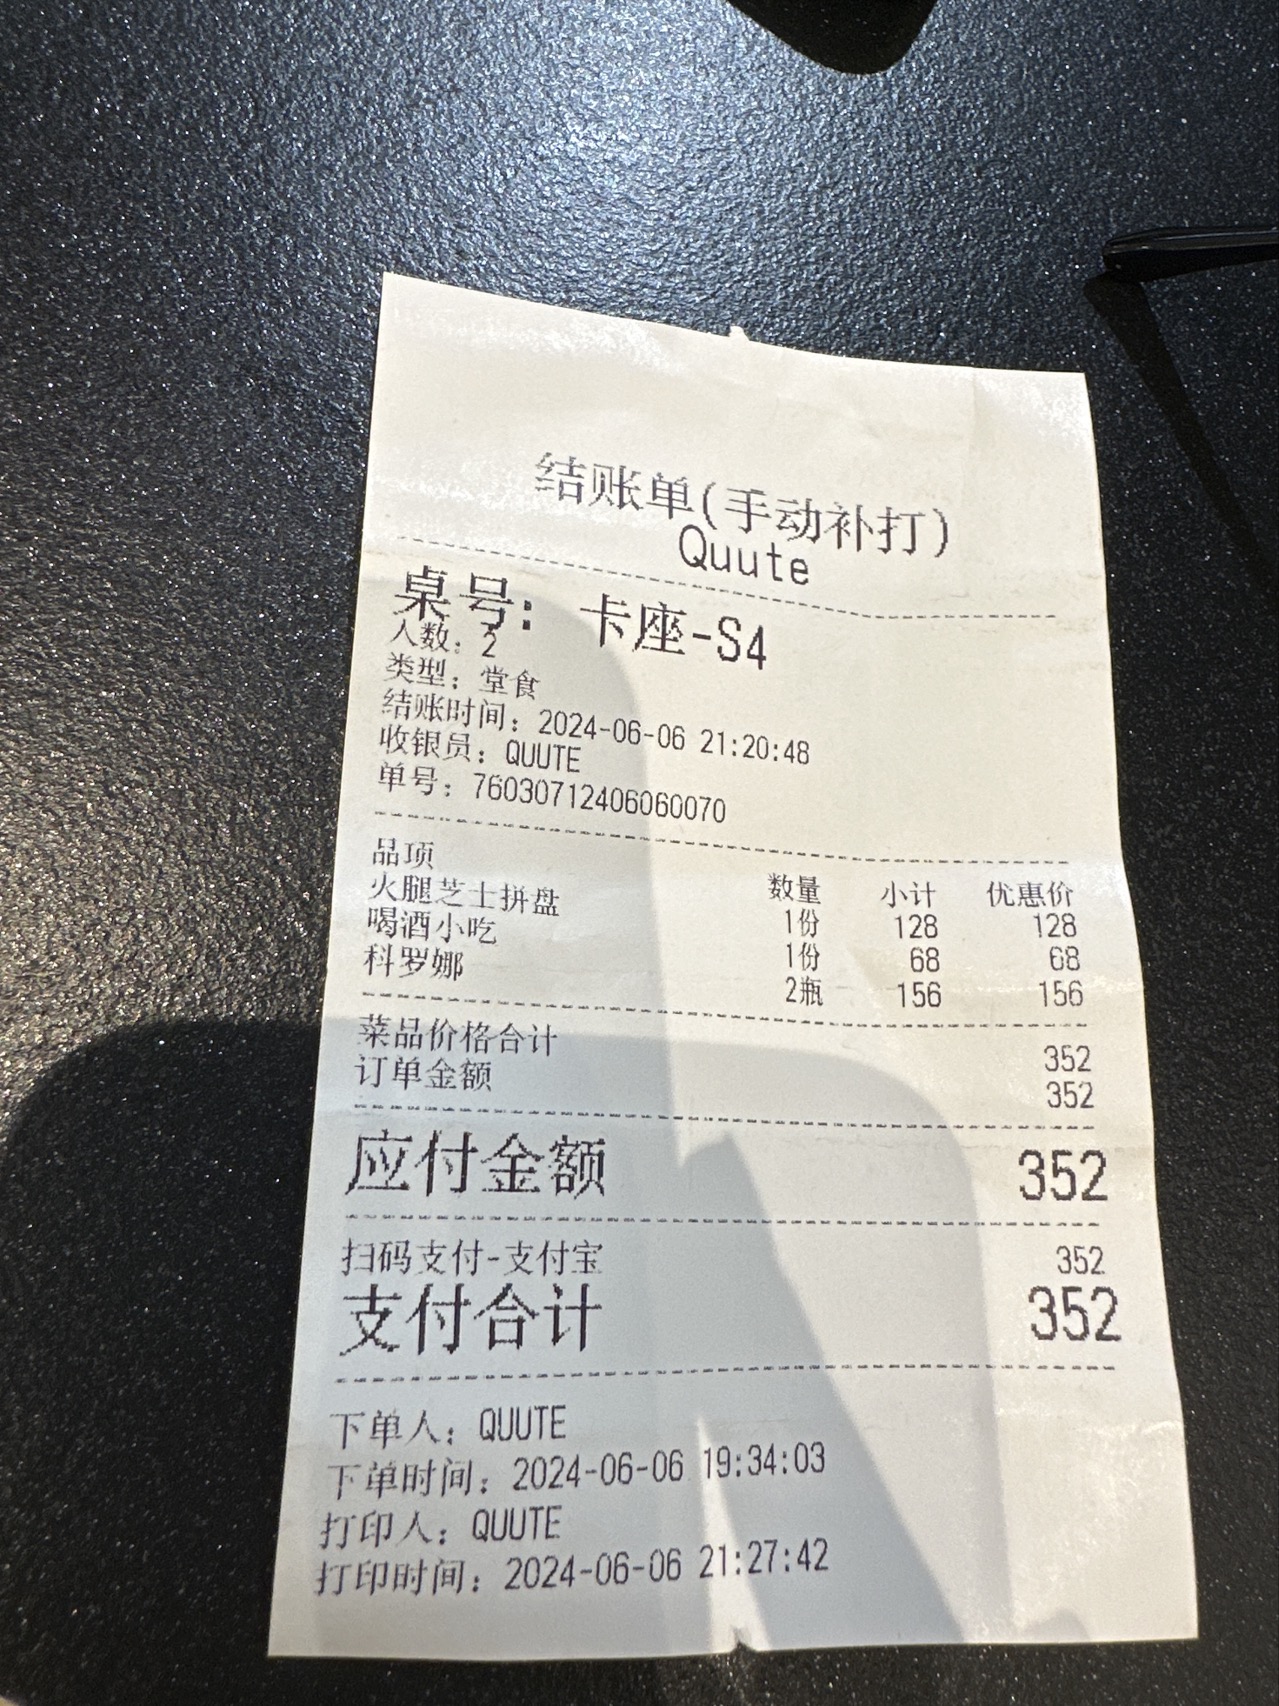 结账单(手动补打)
Quute
桌号: 卡座-S4
人数: 2
类型: 堂食
结账时间: 2024-06-06 21:20:48
收银员: QUUTE
单号: 76030712406060070
品项 数量 小计 优惠价
火腿芝士拼盘 1份 128 128
喝酒小吃 1份 68 68
科罗娜 2瓶 156 156
菜品价格合计 352
订单金额 352
应付金额 352
扫码支付-支付宝 352
支付合计 352
下单人: QUUTE
下单时间: 2024-06-06 19:34:03
打印人: QUUTE
打印时间: 2024-06-06 21:27:42